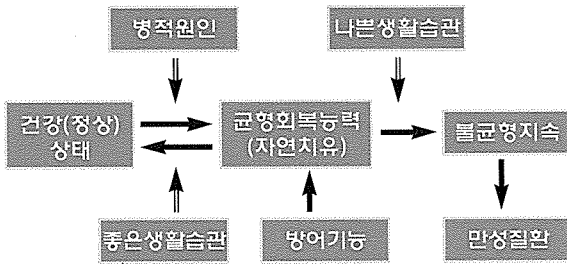 병적원인
나쁜생활습관
건강(정상)
상태
균형회복능력
(자연치유)
불균형지속
좋은생활습관
방어기능
만성질환